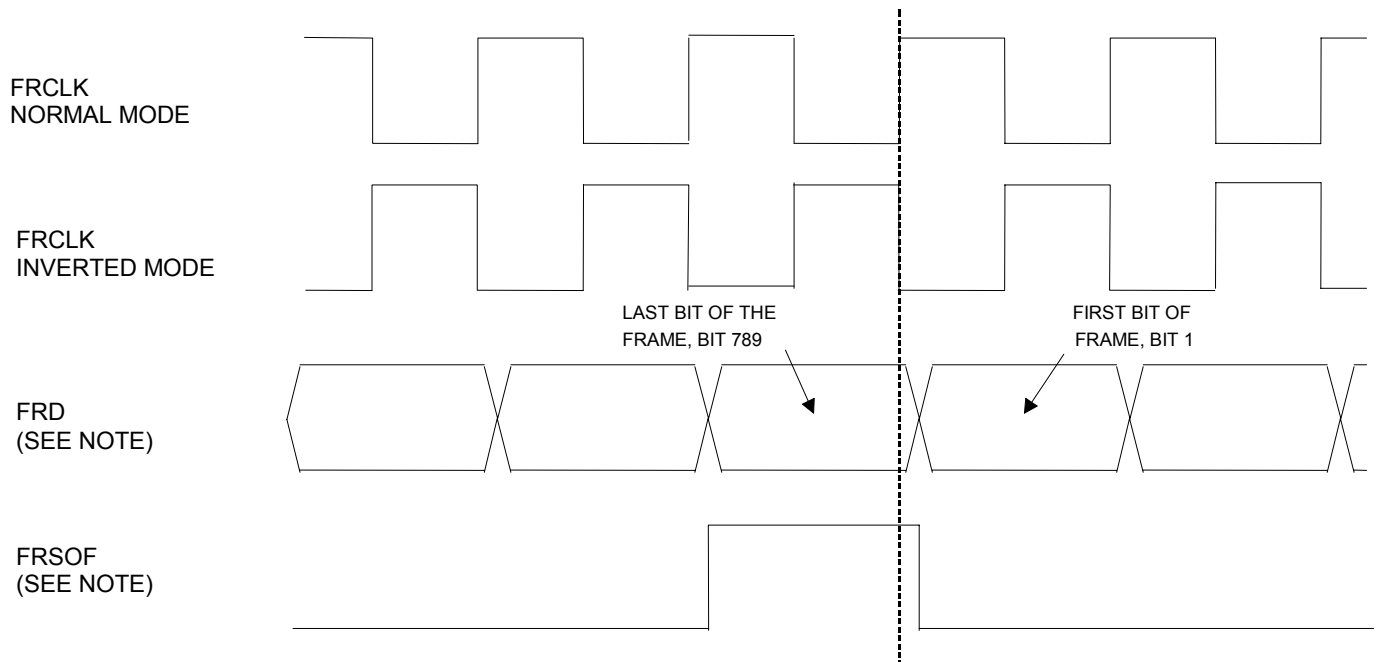 FRCLK
NORMAL MODE
FRCLK
INVERTED MODE
LAST BIT OF THE
FRAME, BIT 789
FIRST BIT OF
FRAME, BIT 1
FRD
(SEE NOTE)
FRSOF
(SEE NOTE)